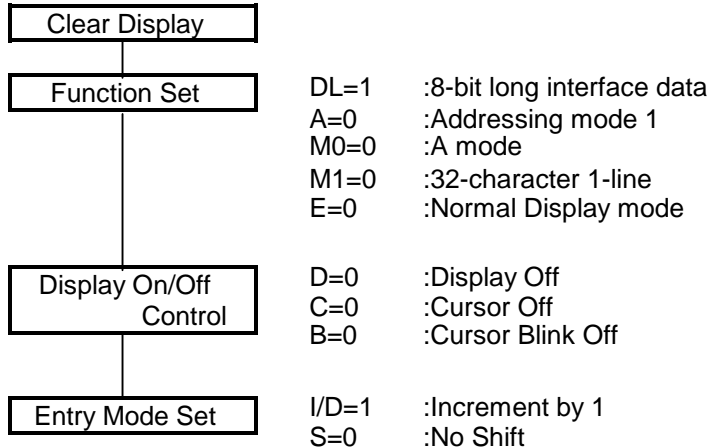 Clear Display
Function Set
DL=1 :8-bit long interface data
A=0 :Addressing mode 1
M0=0 :A mode
M1=0 :32-character 1-line
E=0 :Normal Display mode
Display On/Off
Control
D=0 :Display Off
C=0 :Cursor Off
B=0 :Cursor Blink Off
Entry Mode Set
I/D=1 :Increment by 1
S=0 :No Shift